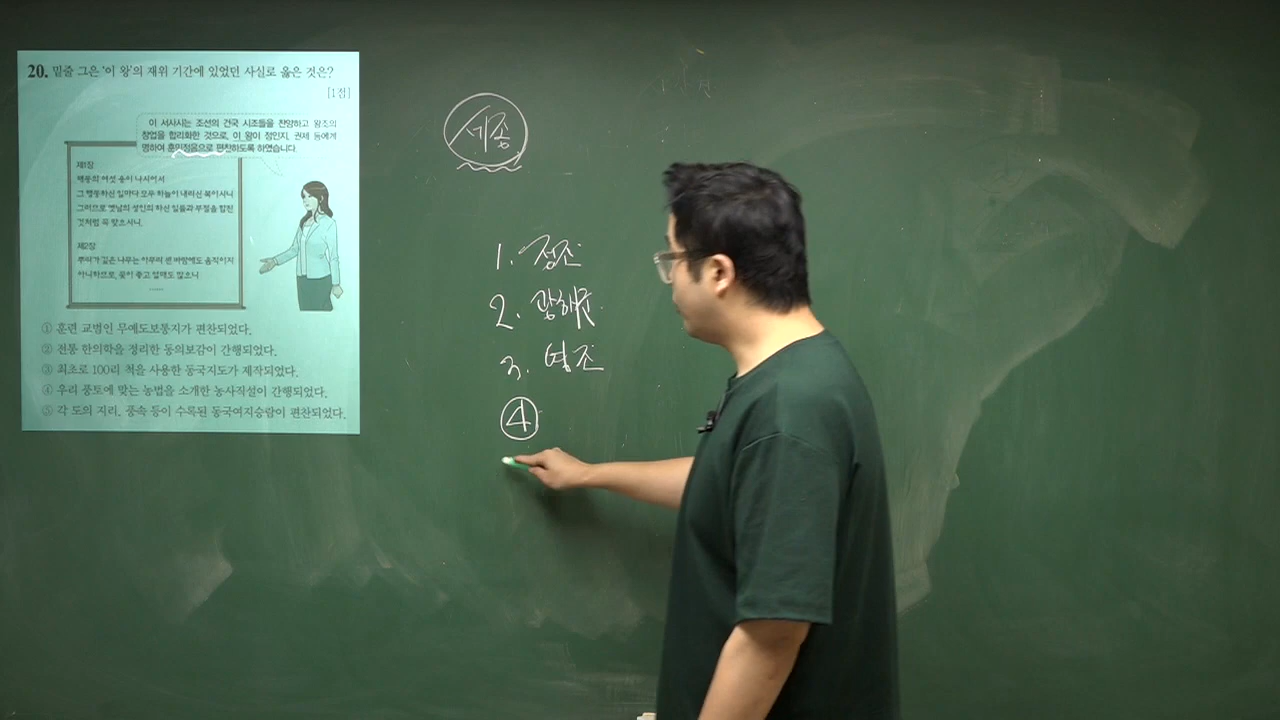 20. 밑줄 그은 '이 왕'의 재위 기간에 있었던 사실로 옳은 것은?
[1점]
이 서사시는 조선의 건국 시조들을 찬양하고 왕조의
창업을 합리화한 것으로, 이 왕이 정인지, 권제 등에게
명하여 훈민정음으로 편찬하도록 하였습니다.
제1장
해동의 여섯 용이 나시어서
그 행동하신 일마다 모두 하늘이 내리신 복이시니
그러므로 옛날의 성인의 하신 일들과 부절을 합친
것처럼 꼭 맞으시니.
제2장
뿌리가 깊은 나무는 아무리 센 바람에도 움직이지
아니하므로, 꽃이 좋고 열매도 많으니
① 훈련 교범인 무예도보통지가 편찬되었다.
② 전통 한의학을 정리한 동의보감이 간행되었다.
③ 최초로 100리 척을 사용한 동국지도가 제작되었다.
④ 우리 풍토에 맞는 농법을 소개한 농사직설이 간행되었다.
⑤ 각 도의 지리, 풍속 등이 수록된 동국여지승람이 편찬되었다.
세종
1. 정조
2. 광해군
3. 영조
④